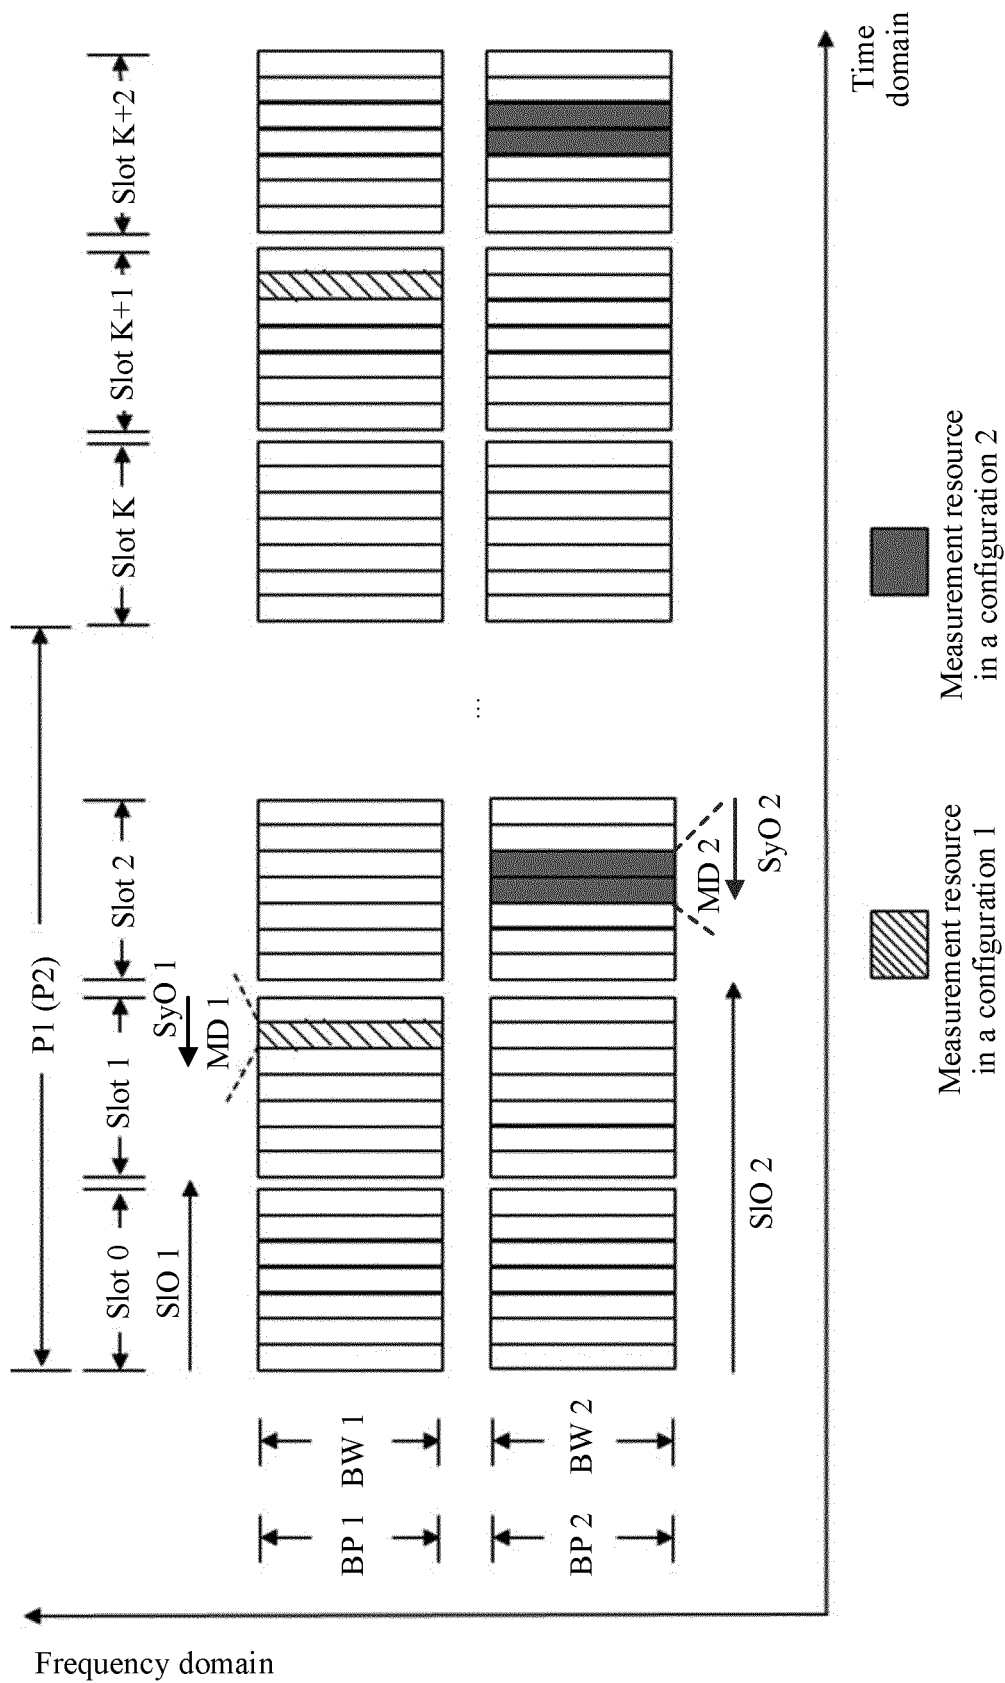 P1 (P2)
Slot 0
Slot 1
Slot 2
Slot K
Slot K+1
Slot K+2
SlO 1
SyO 1
MD 1
BP 1
BW 1
...
BP 2
BW 2
MD 2
SlO 2
SyO 2
Time
domain
Measurement resource
in a configuration 1
Measurement resource
in a configuration 2
Frequency domain